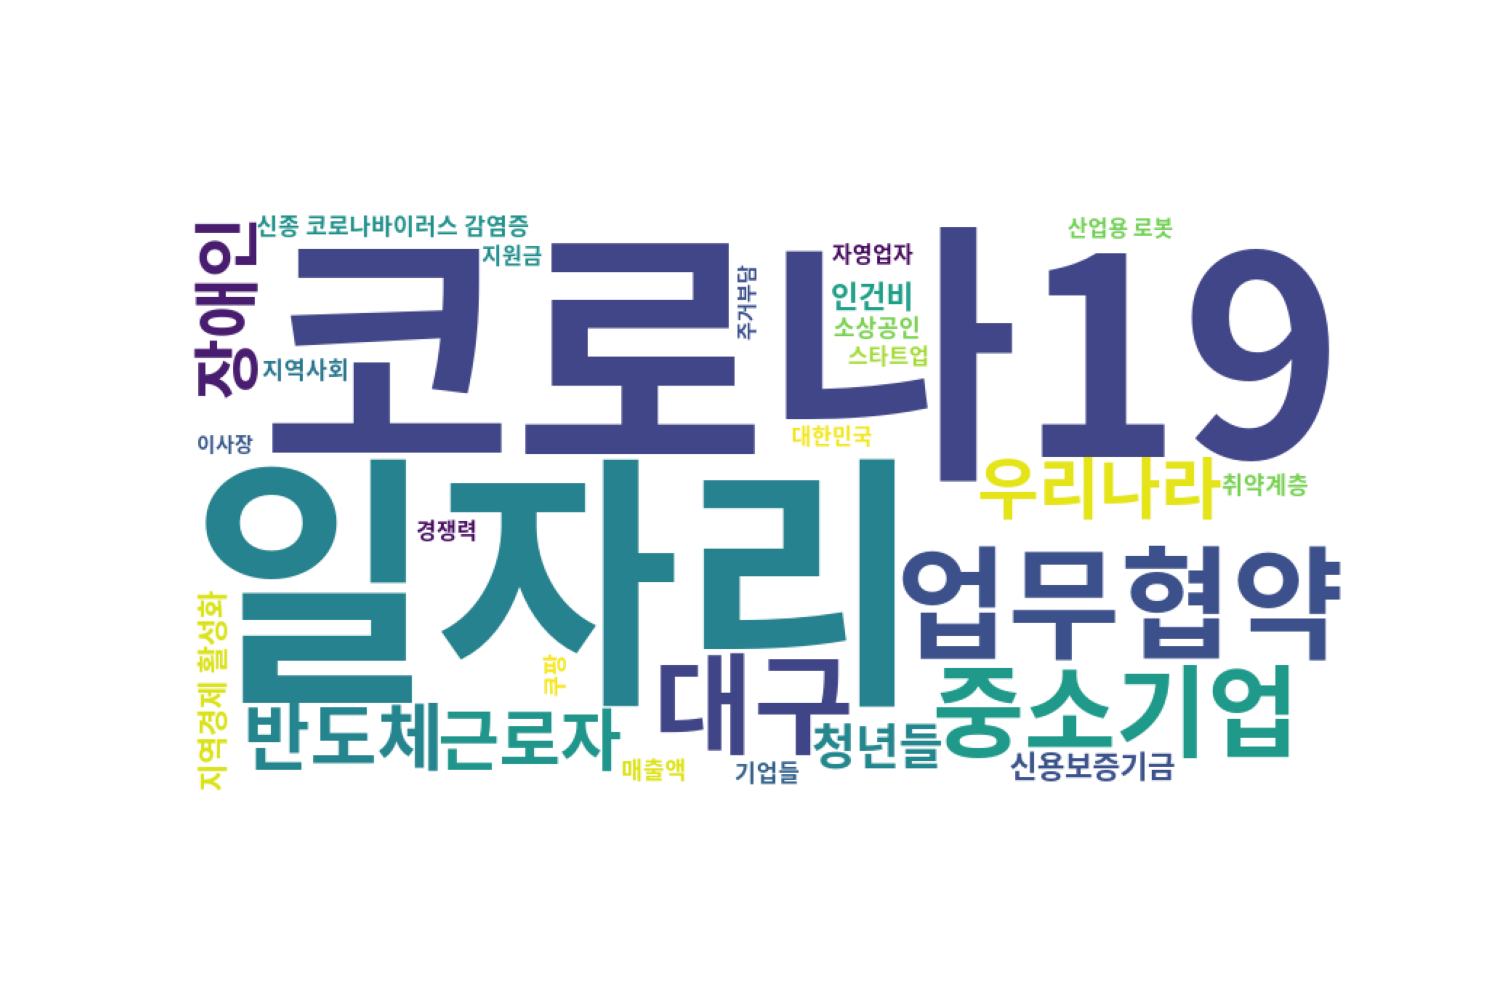 신종 코로나바이러스 감염증
산업용 로봇
장애인
지원금
자영업자
코로나19
주거부담
인건비
소상공인
스타트업
지역사회
대한민국
이사장
일자리
우리나라
취약계층
경쟁력
업무협약
지역경제 활성화
쿠팡
대구
중소기업
반도체
근로자
청년들
매출액
기업들
신용보증기금